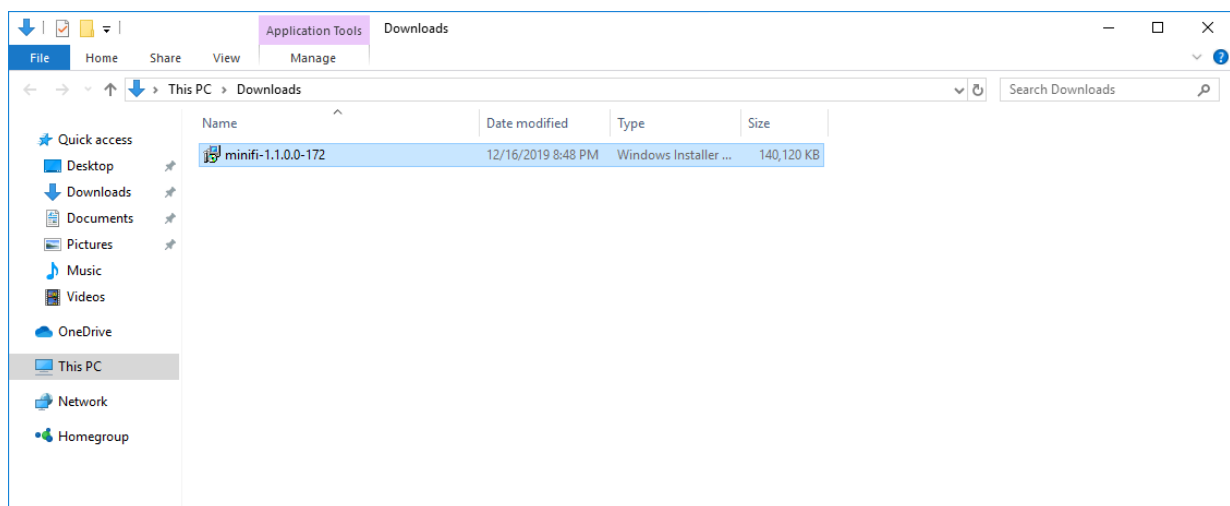 Application Tools Downloads
File Home Share View Manage
This PC Downloads Search Downloads
Name Date modified Type Size
Quick access
minifi-1.1.0.0-172 12/16/2019 8:48 PM Windows Installer ... 140,120 KB
Desktop
Downloads
Documents
Pictures
Music
Videos
OneDrive
This PC
Network
Homegroup